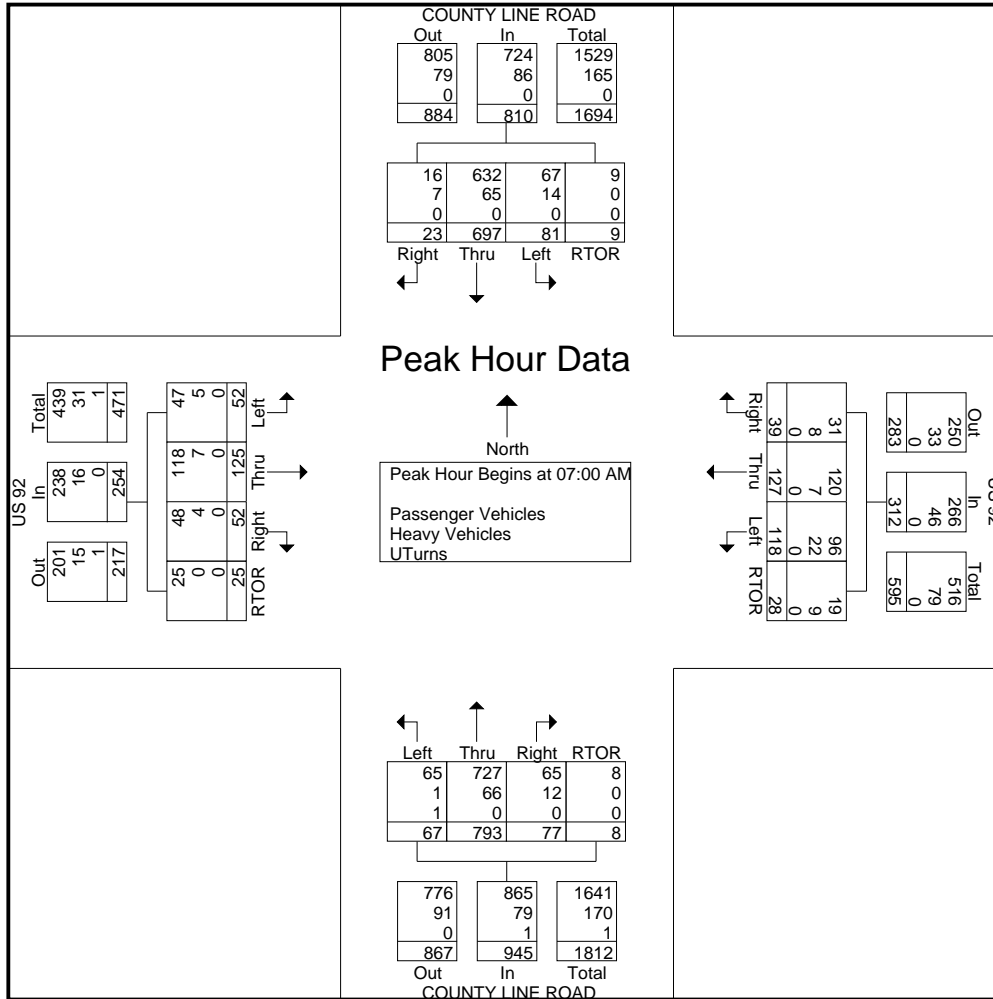 COUNTY LINE ROAD
Out In Total
805 724 1529
79 86 165
0 0 0
884 810 1694
16 632 67 9
7 65 14 0
0 0 0 0
23 697 81 9
Right Thru Left RTOR
Peak Hour Data
North
Peak Hour Begins at 07:00 AM
Passenger Vehicles
Heavy Vehicles
UTurns
US 92
Out In Total
201 238 439
15 16 31
1 0 1
217 254 471
25 48 118 47
0 4 7 5
0 0 0 0
25 52 125 52
RTOR Right Thru Left
Out In Total
250 266 516
33 46 79
0 0 0
283 312 595
31 120 96 19
8 7 22 9
0 0 0 0
39 127 118 28
Right Thru Left RTOR
Left Thru Right RTOR
65 727 65 8
1 66 12 0
1 0 0 0
67 793 77 8
776 865 1641
91 79 170
0 1 1
867 945 1812
Out In Total
COUNTY LINE ROAD